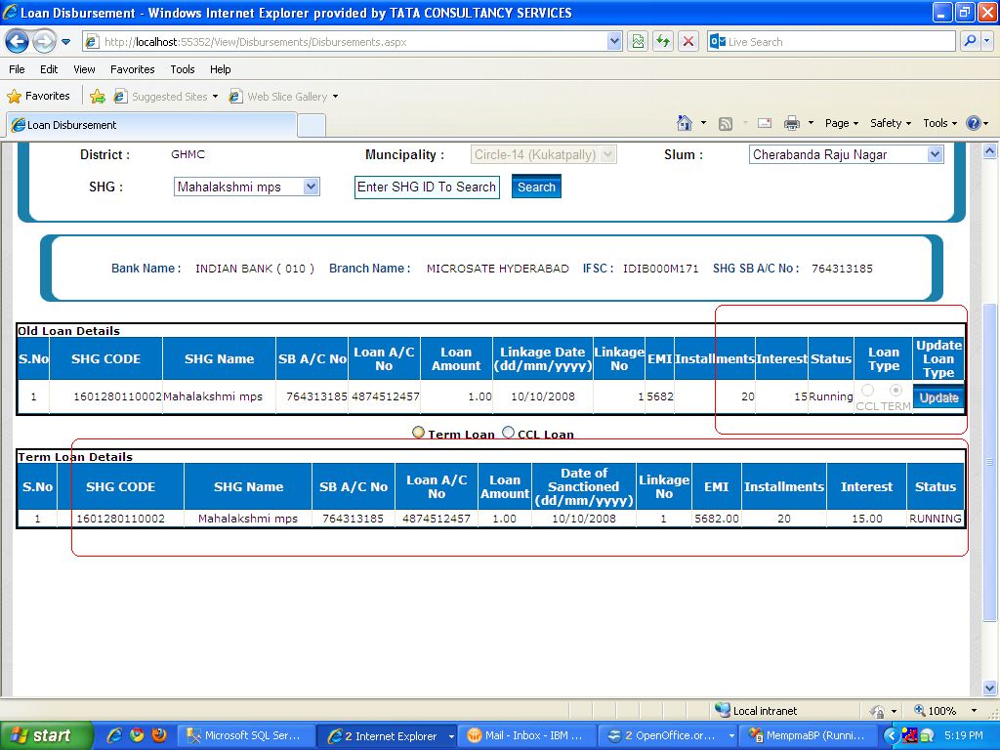 Loan Disbursement - Windows Internet Explorer provided by TATA CONSULTANCY SERVICES
http://localhost:55352/View/Disbursements/Disbursements.aspx
Live Search
File Edit View Favorites Tools Help
Favorites Suggested Sites Web Slice Gallery
Loan Disbursement Page Safety Tools
District : GHMC Muncipality : Circle-14 (Kukatpally) Slum : Cherabanda Raju Nagar
SHG : Mahalakshmi mps Enter SHG ID To Search Search
Bank Name : INDIAN BANK ( 010 ) Branch Name : MICROSATE HYDERABAD IFSC : IDIB000M171 SHG SB A/C No : 764313185
Old Loan Details
S.No SHG CODE SHG Name SB A/C No Loan A/C No Loan Amount Linkage Date (dd/mm/yyyy) Linkage No EMI Installments Interest Status Loan Type Update Loan Type
1 1601280110002 Mahalakshmi mps 764313185 4874512457 1.00 10/10/2008 1 5682 20 15 Running CCL TERM Update
Term Loan CCL Loan
Term Loan Details
S.No SHG CODE SHG Name SB A/C No Loan A/C No Loan Amount Date of Sanctioned (dd/mm/yyyy) Linkage No EMI Installments Interest Status
1 1601280110002 Mahalakshmi mps 764313185 4874512457 1.00 10/10/2008 1 5682.00 20 15.00 RUNNING
Local intranet 100%
start Microsoft SQL Ser... 2 Internet Explorer Mail - Inbox - IBM ... 2 OpenOffice.or... MempmaBP (Runni... 5:19 PM